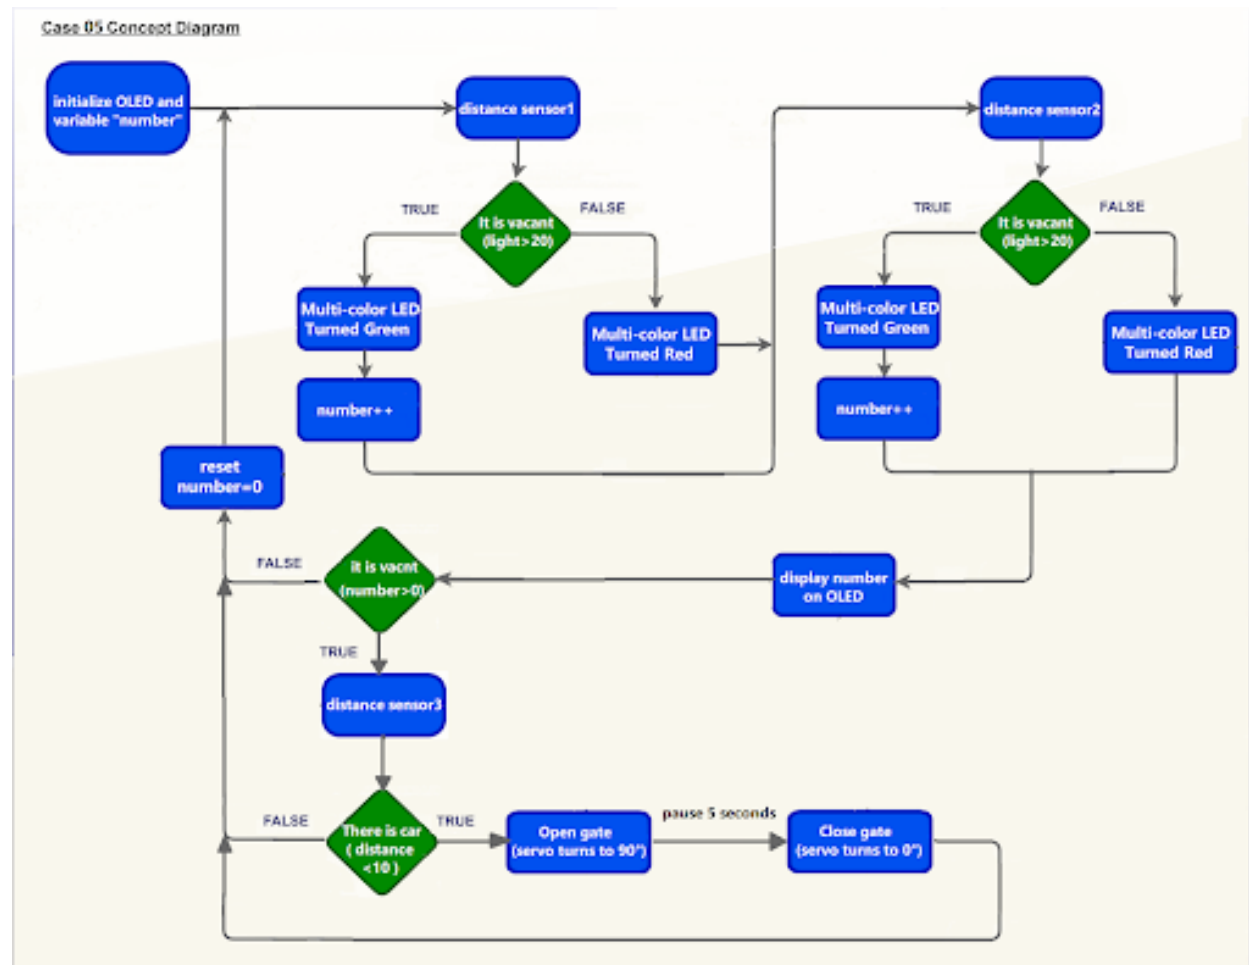 Case 05 Concept Diagram
initialize OLED and
variable "number"
distance sensor1
distance sensor2
TRUE
It is vacant
(light>20)
FALSE
TRUE
It is vacant
(light>20)
FALSE
Multi-color LED
Turned Green
Multi-color LED
Turned Red
Multi-color LED
Turned Green
Multi-color LED
Turned Red
number++
number++
reset
number=0
FALSE
it is vacnt
(number>0)
display number
on OLED
TRUE
distance sensor3
FALSE
There is car
( distance
<10 )
TRUE
Open gate
(servo turns to 90°)
pause 5 seconds
Close gate
(servo turns to 0°)